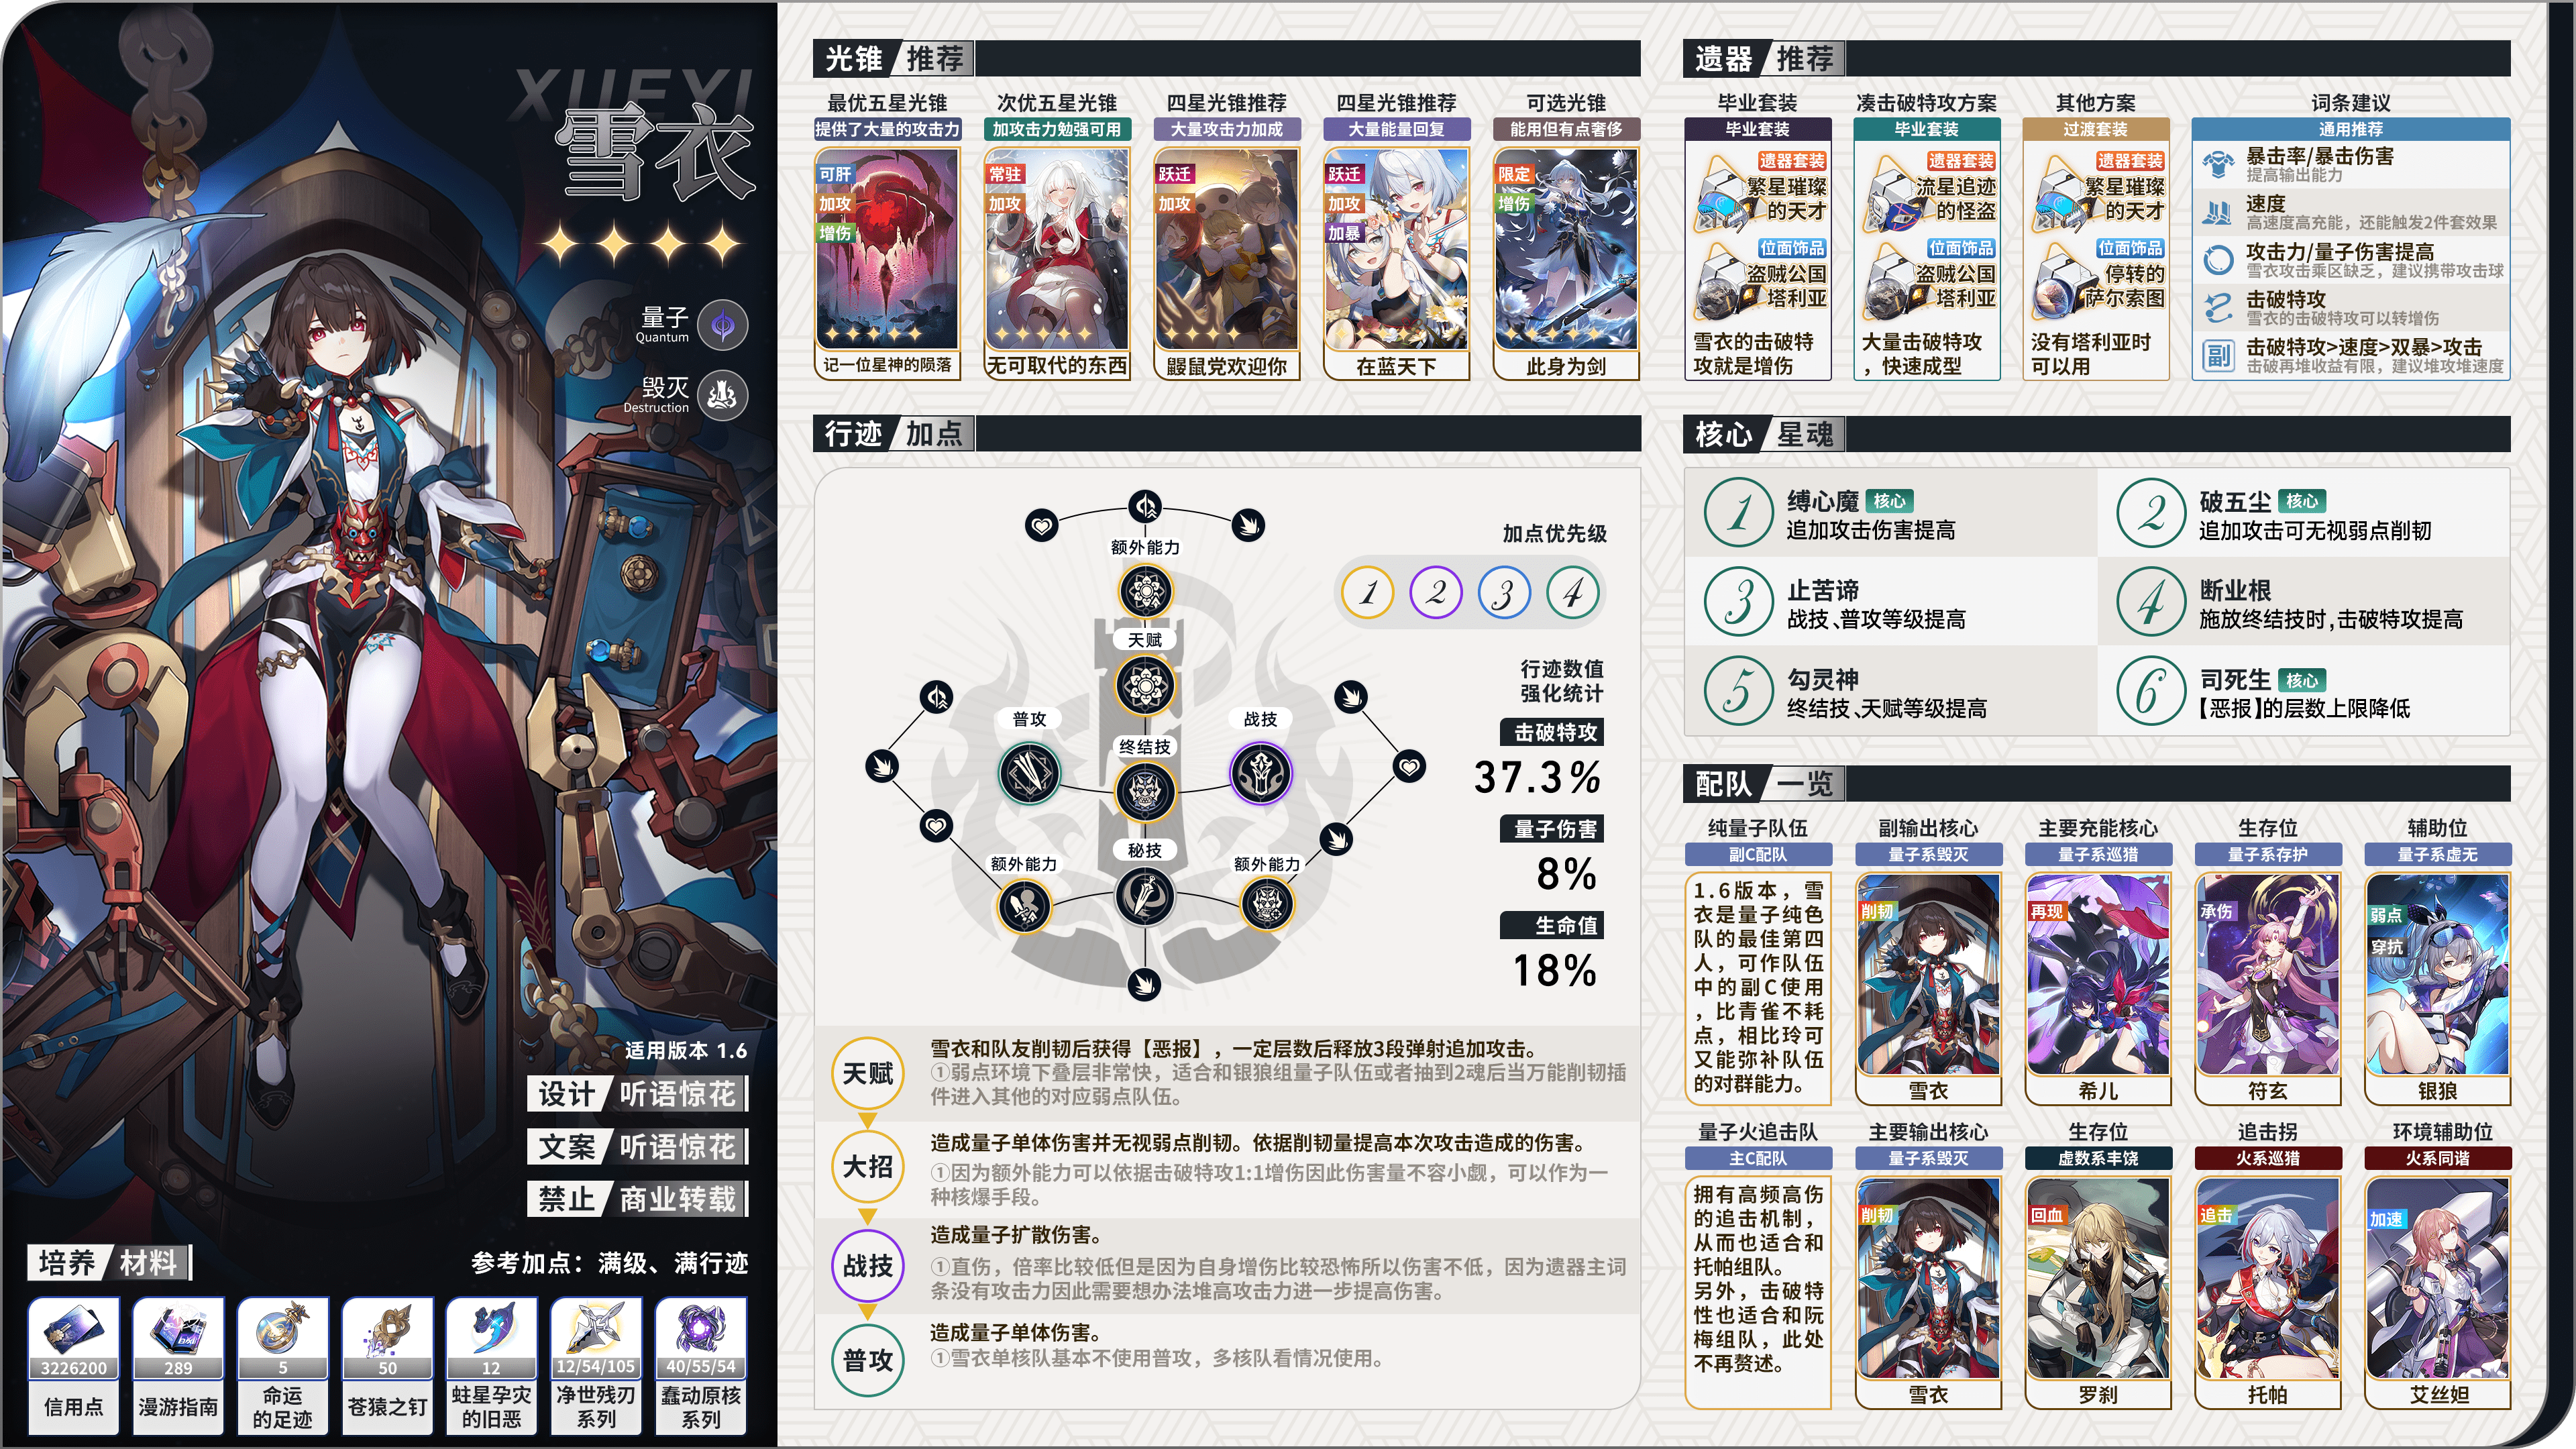 XUEYI
雪衣
量子
Quantum
毁灭
Destruction
适用版本 1.6
设计 听语惊花
文案 听语惊花
禁止 商业转载
培养 材料
参考加点：满级、满行迹
3226200
信用点
289
漫游指南
5
命运
的足迹
50
苍猿之钉
12
蛀星孕灾
的旧恶
12/54/105
净世残刃
系列
40/55/54
蠢动原核
系列
光锥 推荐
最优五星光锥
提供了大量的攻击力
可肝
加攻
增伤
记一位星神的陨落
次优五星光锥
加攻击力勉强可用
常驻
加攻
无可取代的东西
四星光锥推荐
大量攻击力加成
跃迁
加攻
鼹鼠党欢迎你
四星光锥推荐
大量能量回复
跃迁
加攻
加暴
在蓝天下
可选光锥
能用但有点奢侈
限定
增伤
此身为剑
行迹 加点
额外能力
天赋
普攻
终结技
战技
额外能力
秘技
额外能力
加点优先级
1 2 3 4
行迹数值
强化统计
击破特攻
37.3%
量子伤害
8%
生命值
18%
天赋
雪衣和队友削韧后获得【恶报】，一定层数后释放3段弹射追加攻击。
①弱点环境下叠层非常快，适合和银狼组量子队伍或者抽到2魂后当万能削韧插
件进入其他的对应弱点队伍。
大招
造成量子单体伤害并无视弱点削韧。依据削韧量提高本次攻击造成的伤害。
①因为额外能力可以依据击破特攻1:1增伤因此伤害量不容小觑，可以作为一
种核爆手段。
战技
造成量子扩散伤害。
①直伤，倍率比较低但是因为自身增伤比较恐怖所以伤害不低，因为遗器主词
条没有攻击力因此需要想办法堆高攻击力进一步提高伤害。
普攻
造成量子单体伤害。
①雪衣单核队基本不使用普攻，多核队看情况使用。
遗器 推荐
毕业套装
毕业套装
遗器套装
繁星璀璨
的天才
位面饰品
盗贼公国
塔利亚
雪衣的击破特
攻就是增伤
凑击破特攻方案
毕业套装
遗器套装
流星追迹
的怪盗
位面饰品
盗贼公国
塔利亚
大量击破特攻
，快速成型
其他方案
过渡套装
遗器套装
繁星璀璨
的天才
位面饰品
停转的
萨尔索图
没有塔利亚时
可以用
词条建议
通用推荐
暴击率/暴击伤害
提高输出能力
速度
高速度高充能，还能触发2件套效果
攻击力/量子伤害提高
雪衣攻击乘区缺乏，建议携带攻击球
击破特攻
雪衣的击破特攻可以转增伤
副
击破特攻>速度>双暴>攻击
击破再堆收益有限，建议堆攻堆速度
核心 星魂
1
缚心魔 核心
追加攻击伤害提高
2
破五尘 核心
追加攻击可无视弱点削韧
3
止苦谛
战技、普攻等级提高
4
断业根
施放终结技时,击破特攻提高
5
勾灵神
终结技、天赋等级提高
6
司死生 核心
【恶报】的层数上限降低
配队 一览
纯量子队伍
副C配队
1.6版本，雪
衣是量子纯色
队的最佳第四
人，可作队伍
中的副C使用
，比青雀不耗
点，相比玲可
又能弥补队伍
的对群能力。
副输出核心
量子系毁灭
削韧
雪衣
主要充能核心
量子系巡猎
再现
希儿
生存位
量子系存护
承伤
符玄
辅助位
量子系虚无
弱点
穿抗
银狼
量子火追击队
主C配队
拥有高频高伤
的追击机制，
从而也适合和
托帕组队。
另外，击破特
性也适合和阮
梅组队，此处
不再赘述。
主要输出核心
量子系毁灭
削韧
雪衣
生存位
虚数系丰饶
回血
罗刹
追击拐
火系巡猎
追击
托帕
环境辅助位
火系同谐
加速
艾丝妲